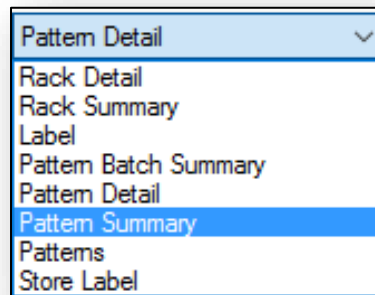 Pattern Detail
Rack Detail
Rack Summary
Label
Pattern Batch Summary
Pattern Detail
Pattern Summary
Patterns
Store Label